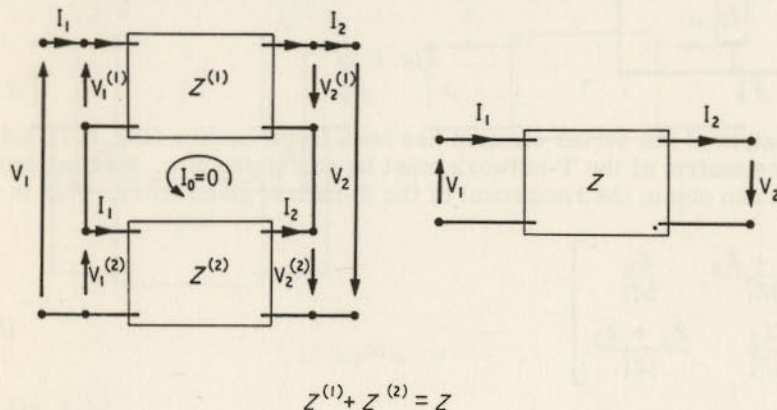 I₁ I₂
V₁⁽¹⁾ Z⁽¹⁾ V₂⁽¹⁾
V₁ I₀=0 V₂
I₁ I₂
V₁⁽²⁾ Z⁽²⁾ V₂⁽²⁾
I₁ I₂
V₁ Z V₂
Z⁽¹⁾ + Z⁽²⁾ = Z